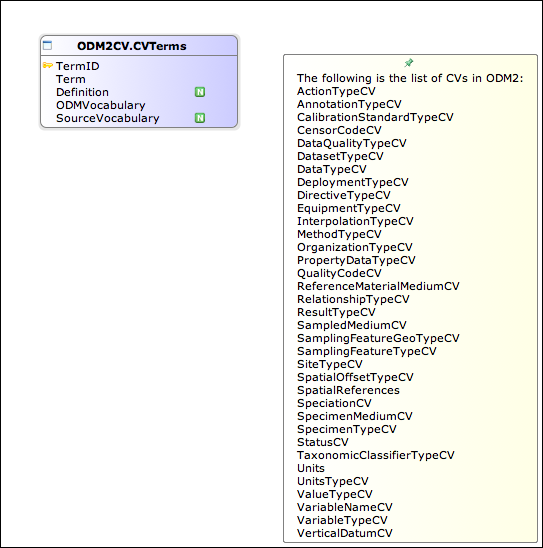 ODM2CV.CVTerms
TermID
Term
Definition N
ODMVocabulary
SourceVocabulary N
The following is the list of CVs in ODM2:
ActionTypeCV
AnnotationTypeCV
CalibrationStandardTypeCV
CensorCodeCV
DataQualityTypeCV
DatasetTypeCV
DataTypeCV
DeploymentTypeCV
DirectiveTypeCV
EquipmentTypeCV
InterpolationTypeCV
MethodTypeCV
OrganizationTypeCV
PropertyDataTypeCV
QualityCodeCV
ReferenceMaterialMediumCV
RelationshipTypeCV
ResultTypeCV
SampledMediumCV
SamplingFeatureGeoTypeCV
SamplingFeatureTypeCV
SiteTypeCV
SpatialOffsetTypeCV
SpatialReferences
SpeciationCV
SpecimenMediumCV
SpecimenTypeCV
StatusCV
TaxonomicClassifierTypeCV
Units
UnitsTypeCV
ValueTypeCV
VariableNameCV
VariableTypeCV
VerticalDatumCV